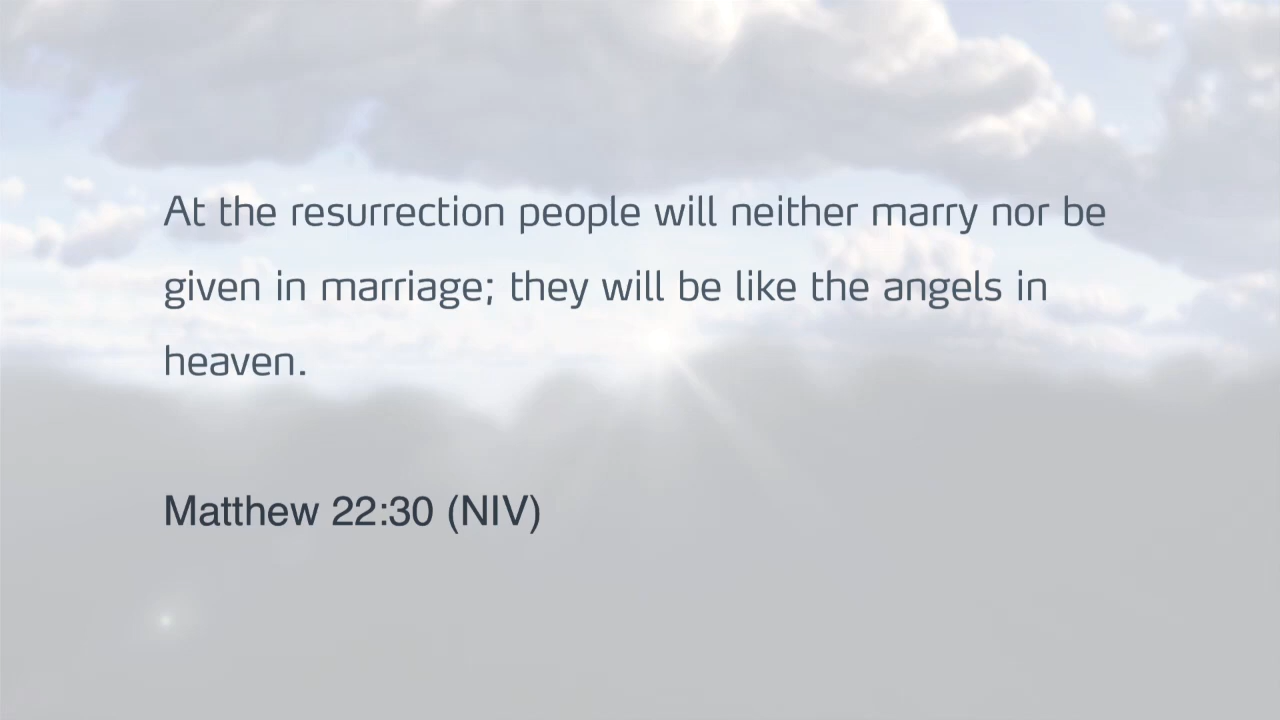 At the resurrection people will neither marry nor be
given in marriage; they will be like the angels in
heaven.
Matthew 22:30 (NIV)